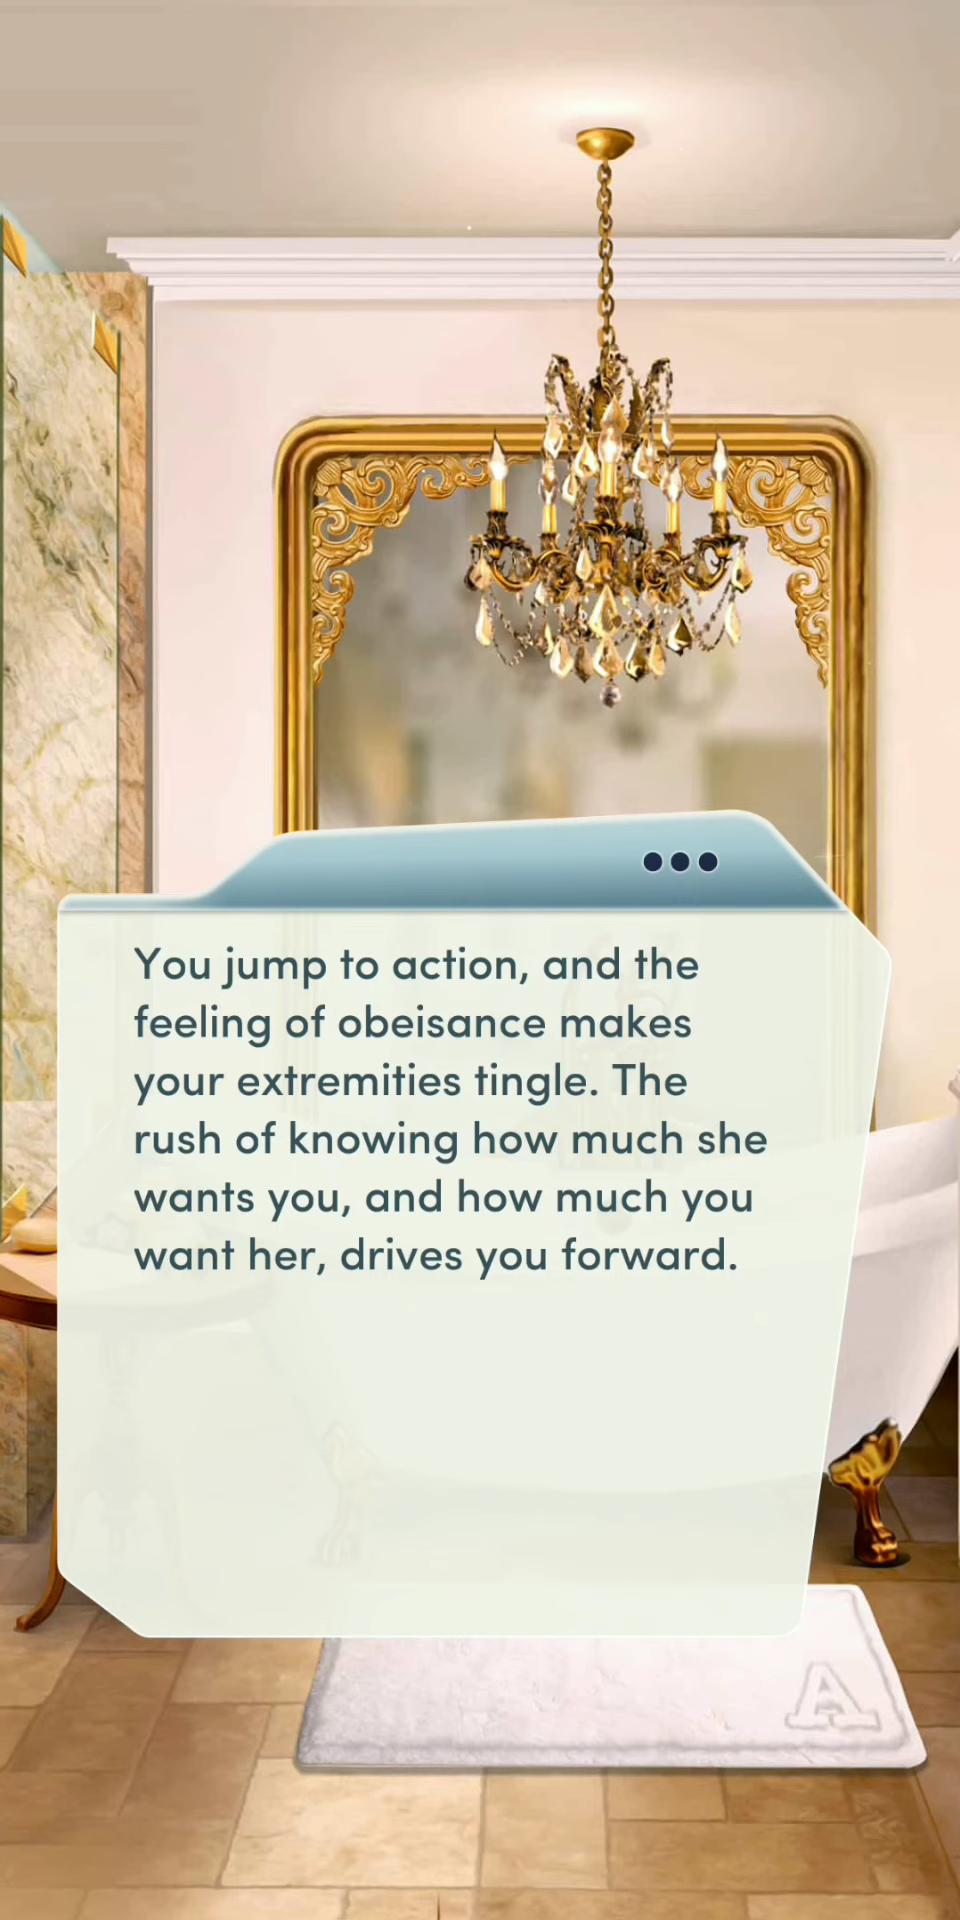 You jump to action, and the
feeling of obeisance makes
your extremities tingle. The
rush of knowing how much she
wants you, and how much you
want her, drives you forward.
A